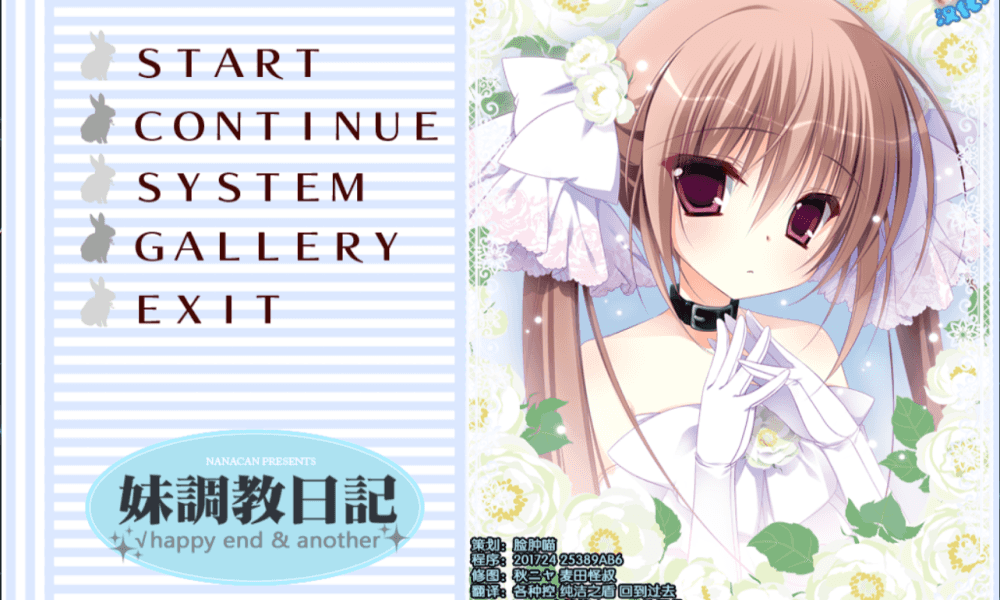 START
CONTINUE
SYSTEM
GALLERY
EXIT
NANACAN PRESENTS
妹調教日記
√happy end & another
策划：脸肿喵
程序：201724 25389AB6
修图：秋二ヤ 麦田怪叔
翻译：各种控 纯洁之盾 回到过去